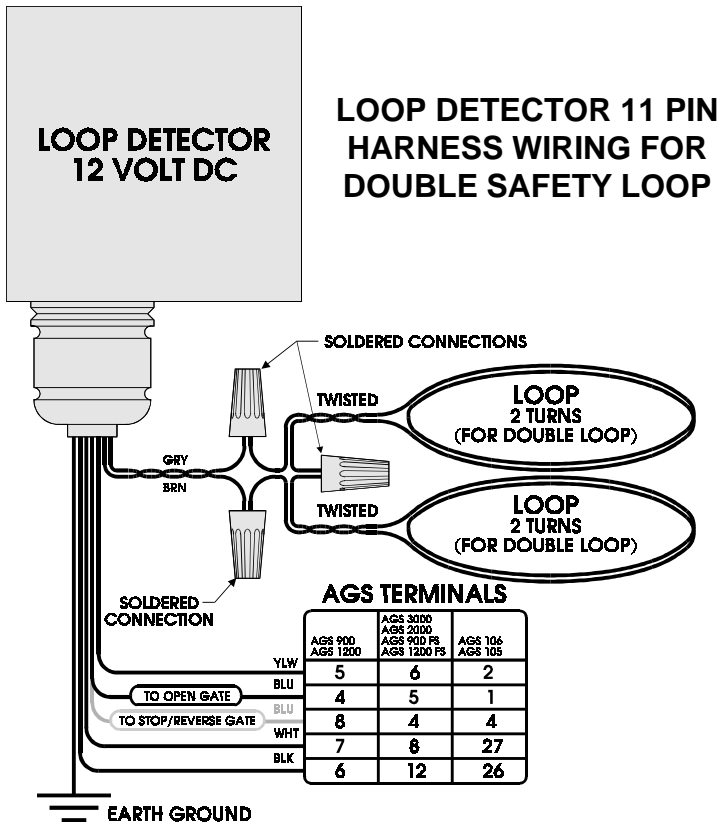 LOOP DETECTOR
12 VOLT DC
LOOP DETECTOR 11 PIN
HARNESS WIRING FOR
DOUBLE SAFETY LOOP
SOLDERED CONNECTIONS
TWISTED
LOOP
2 TURNS
(FOR DOUBLE LOOP)
GRY
BRN
TWISTED
LOOP
2 TURNS
(FOR DOUBLE LOOP)
SOLDERED
CONNECTION
AGS TERMINALS
AGS 900
AGS 1200
AGS 3000
AGS 2000
AGS 900 FS
AGS 1200 FS
AGS 106
AGS 105
YLW 5 6 2
BLU TO OPEN GATE 4 5 1
BLU TO STOP/REVERSE GATE 8 4 4
WHT 7 8 27
BLK 6 12 26
EARTH GROUND